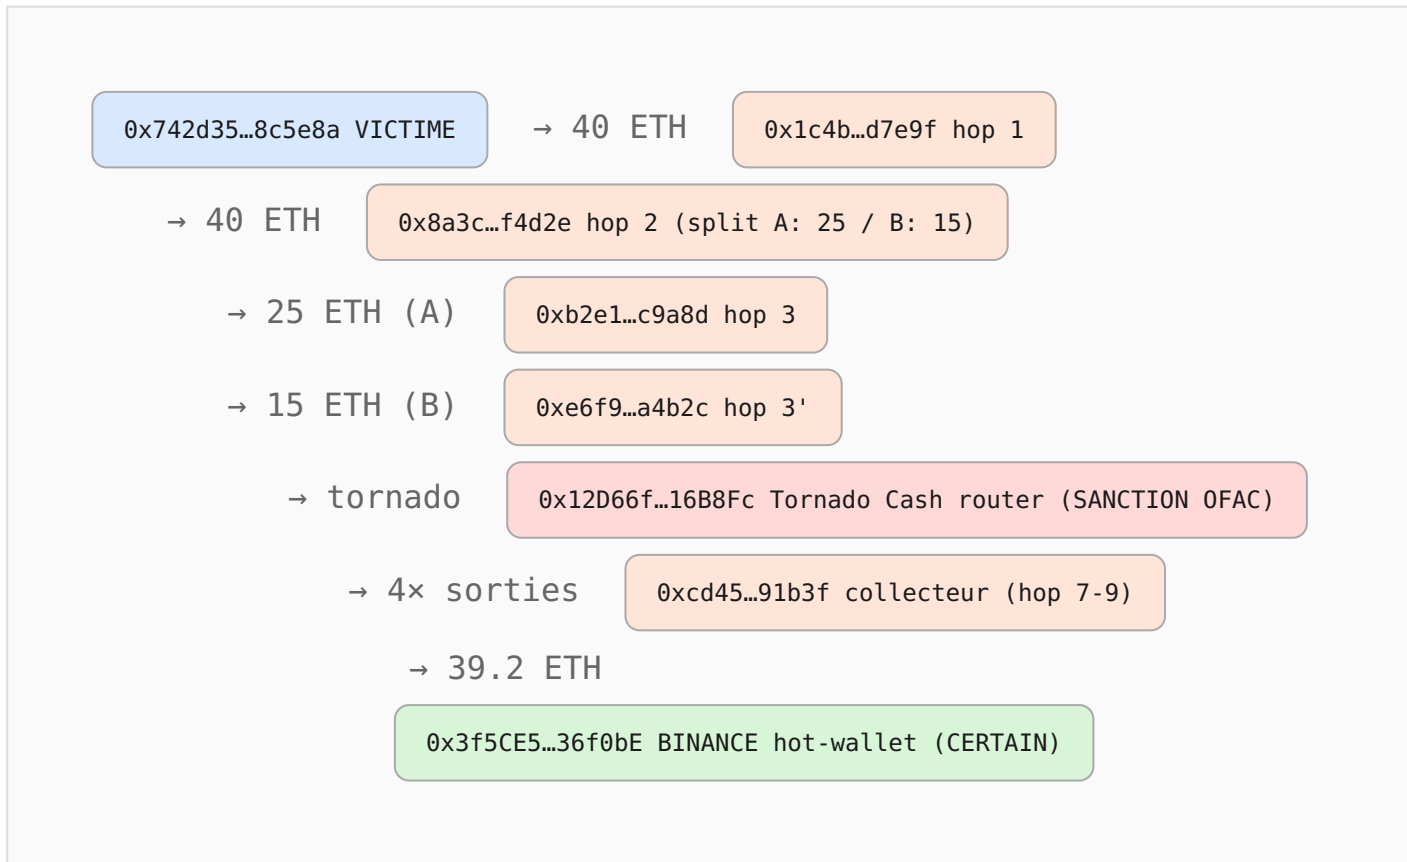 0x742d35…8c5e8a VICTIME → 40 ETH 0x1c4b…d7e9f hop 1
→ 40 ETH 0x8a3c…f4d2e hop 2 (split A: 25 / B: 15)
→ 25 ETH (A) 0xb2e1…c9a8d hop 3
→ 15 ETH (B) 0xe6f9…a4b2c hop 3'
→ tornado 0x12D66f…16B8Fc Tornado Cash router (SANCTION OFAC)
→ 4× sorties 0xcd45…91b3f collecteur (hop 7-9)
→ 39.2 ETH
0x3f5CE5…36f0bE BINANCE hot-wallet (CERTAIN)